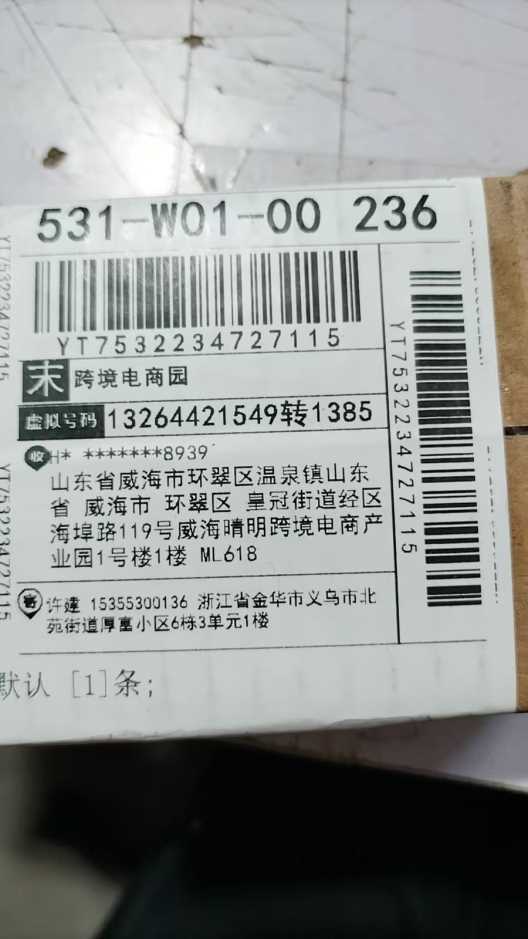 531-W01-00 236
YT7532234727115
末 跨境电商园
虚拟号码 13264421549转1385
收 H* *******8939
山东省威海市环翠区温泉镇山东
省 威海市 环翠区 皇冠街道经区
海埠路119号威海晴明跨境电商产
业园1号楼1楼 ML618
寄 许建 15355300136 浙江省金华市义乌市北
苑街道厚富小区6栋3单元1楼
默认 [1]条;
YT7532234727115
YT7532234727115
YT7532234727115